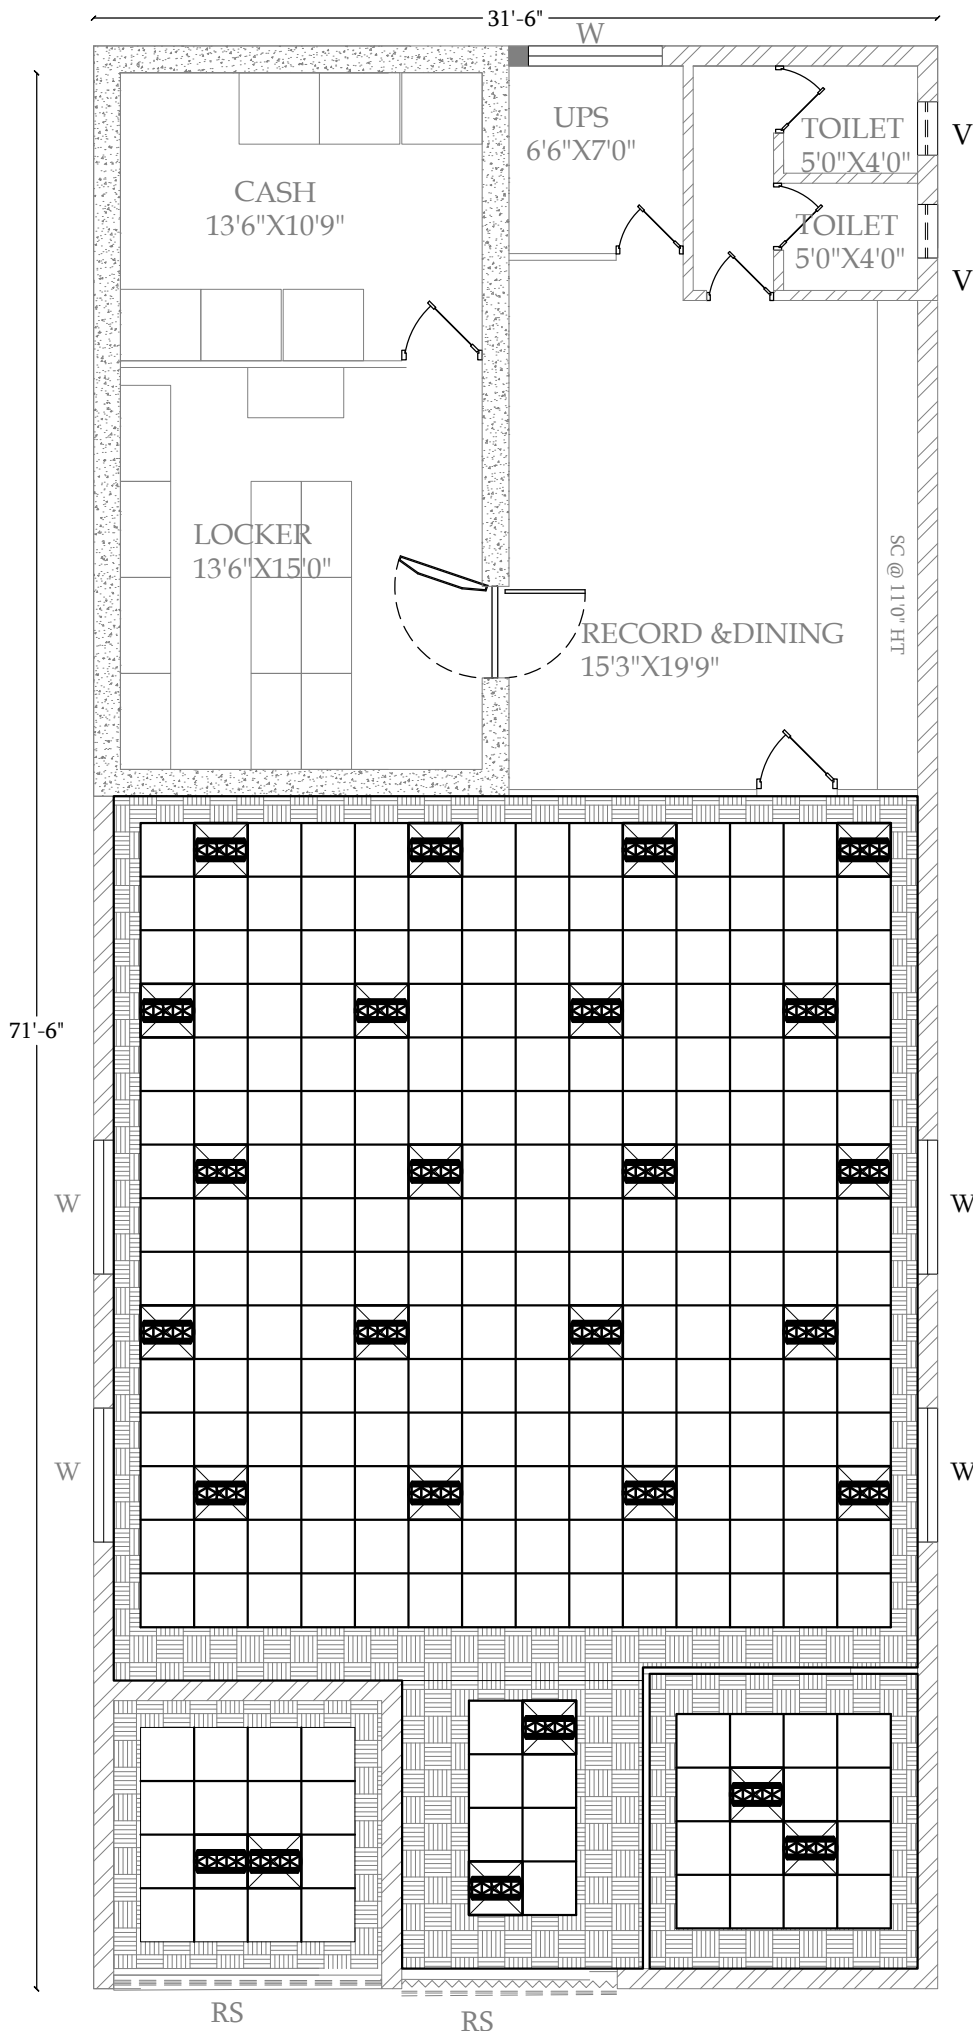 31'-6"
W
UPS
6'6"X7'0"
TOILET
5'0"X4'0"
V
CASH
13'6"X10'9"
TOILET
5'0"X4'0"
V
LOCKER
13'6"X15'0"
SC @ 11'0" HT
RECORD &DINING
15'3"X19'9"
71'-6"
W
W
W
W
RS
RS